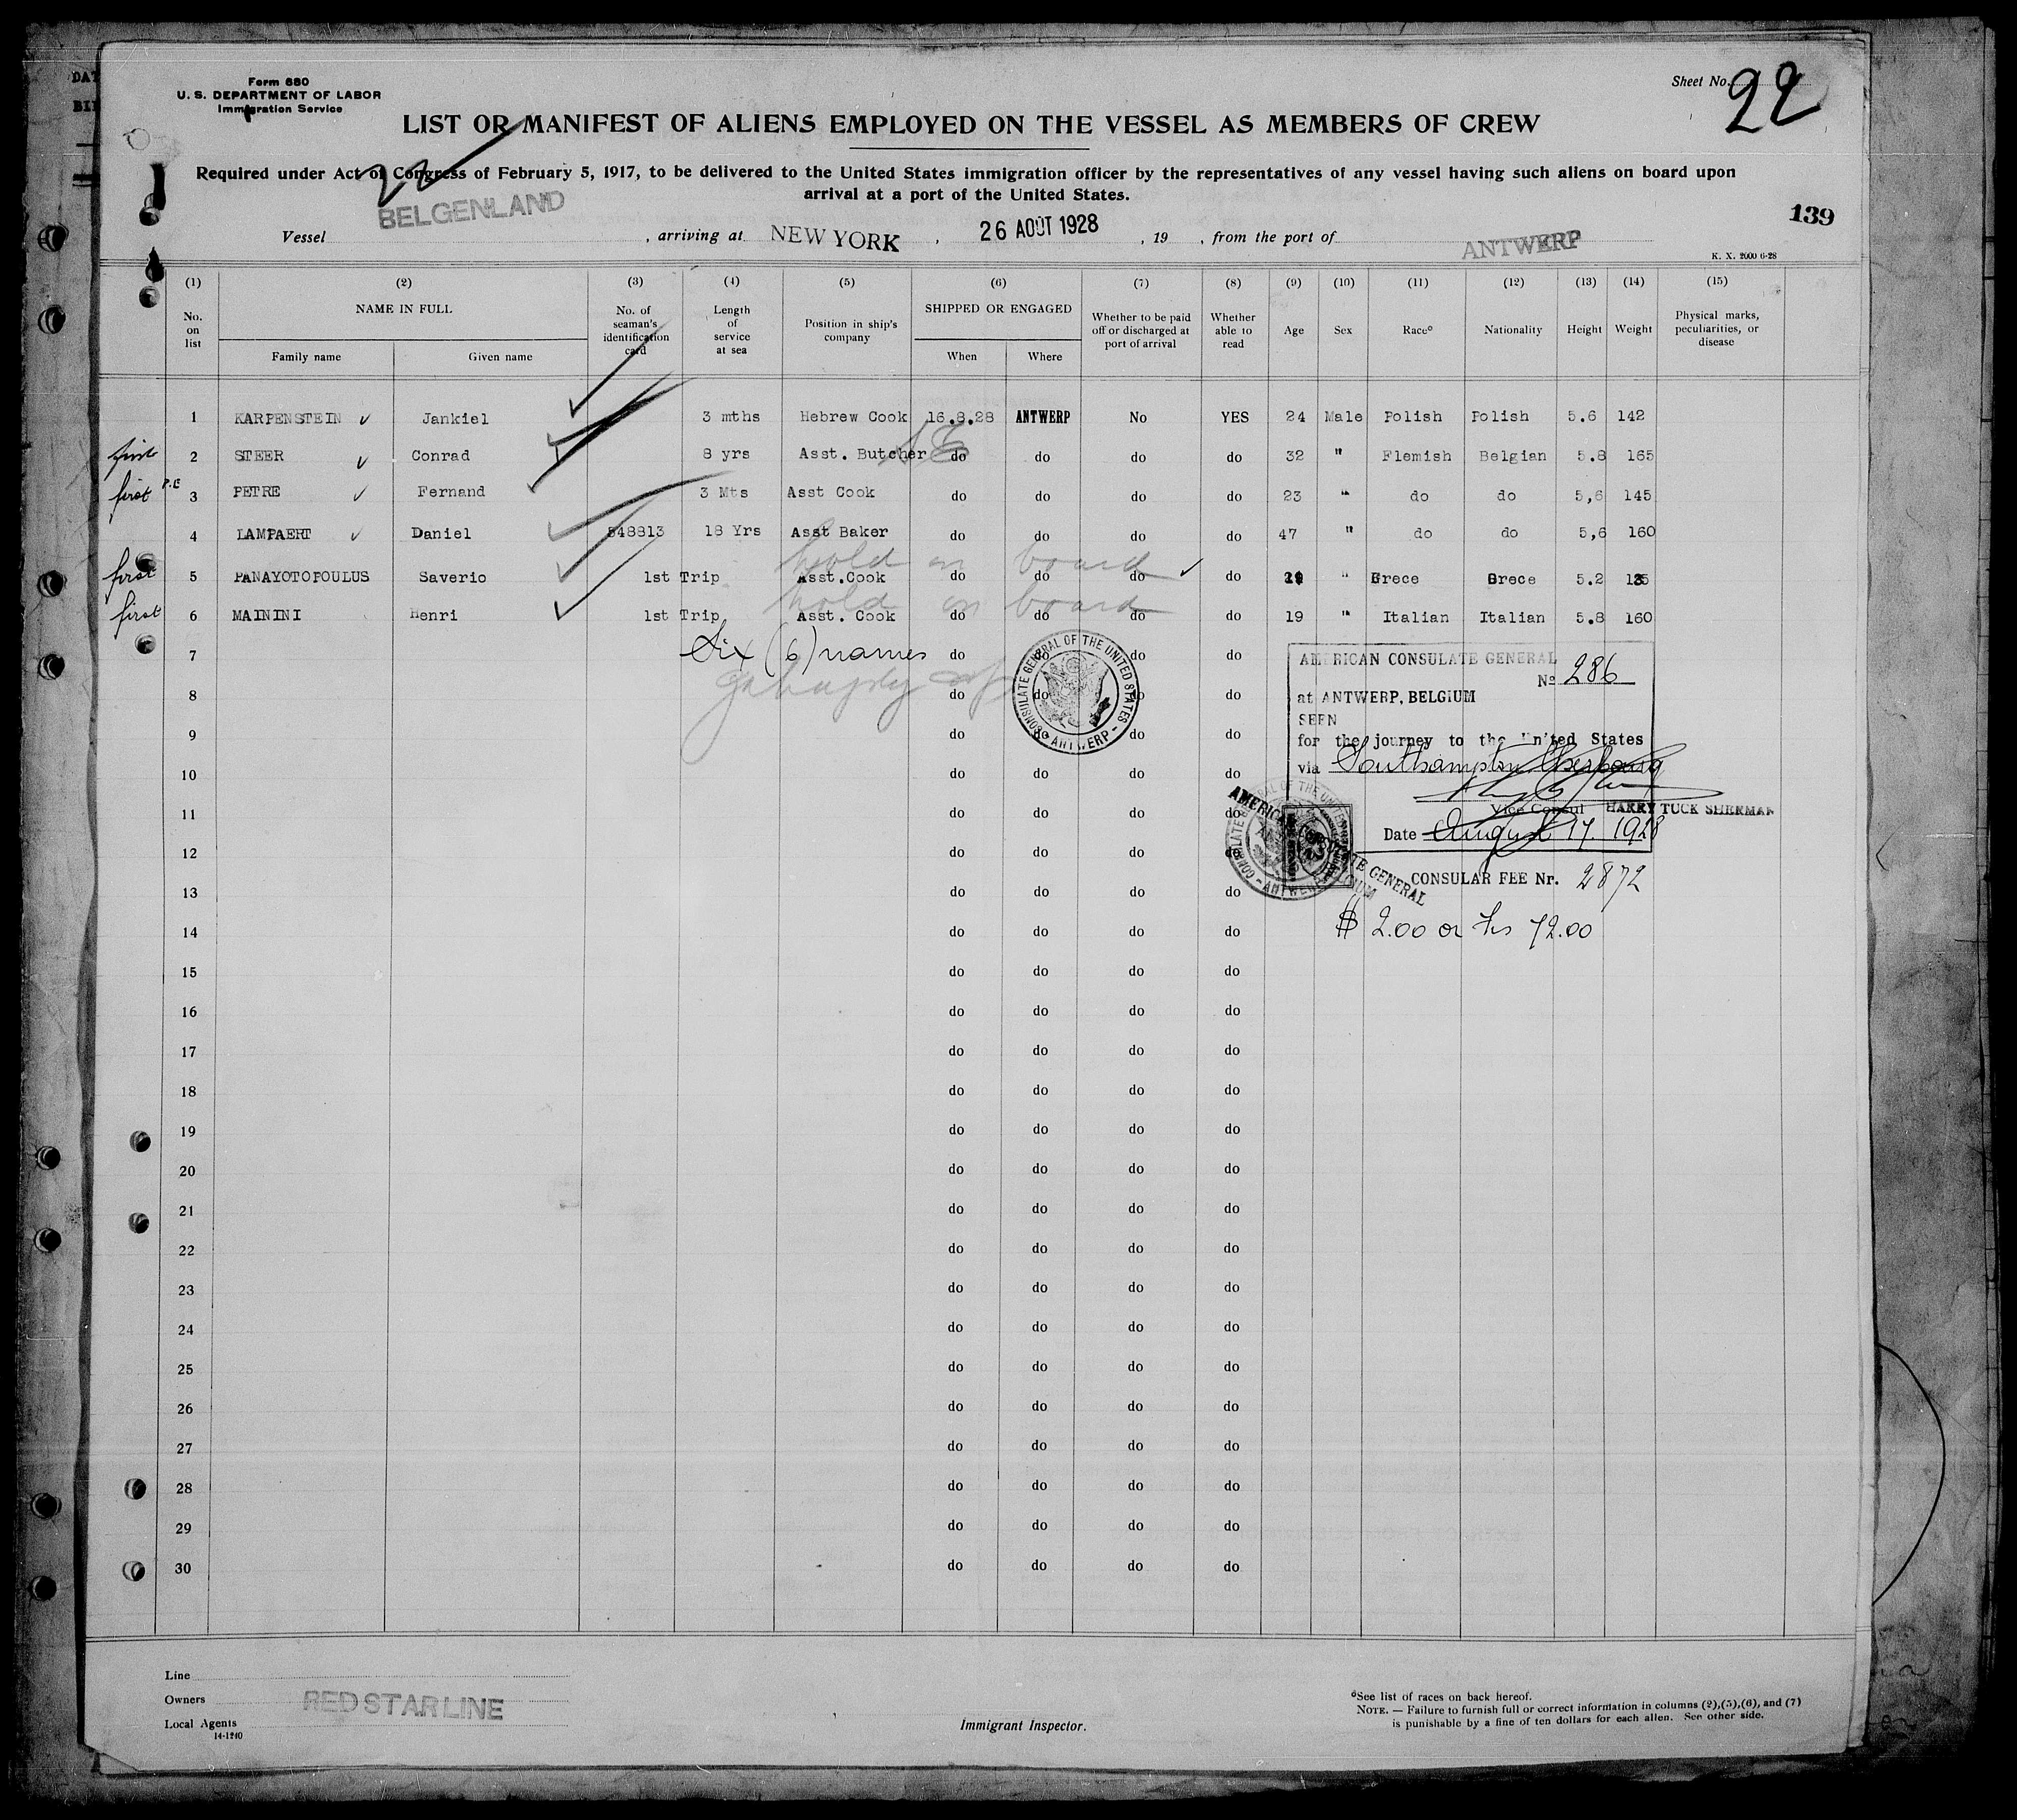 DAT
BII
Form 680
U. S. DEPARTMENT OF LABOR
Immigration Service
Sheet No. 22
LIST OR MANIFEST OF ALIENS EMPLOYED ON THE VESSEL AS MEMBERS OF CREW
Required under Act of Congress of February 5, 1917, to be delivered to the United States immigration officer by the representatives of any vessel having such aliens on board upon
arrival at a port of the United States.
139
Vessel BELGENLAND, arriving at NEW YORK, 26 AOUT 1928, 19 , from the port of ANTWERP
K. X. 2000 6-28
(1) (2) (3) (4) (5) (6) (7) (8) (9) (10) (11) (12) (13) (14) (15)
No. on list NAME IN FULL Family name Given name No. of seaman's identification card Length of service at sea Position in ship's company SHIPPED OR ENGAGED When Where Whether to be paid off or discharged at port of arrival Whether able to read Age Sex Race° Nationality Height Weight Physical marks, peculiarities, or disease
1 KARPENSTEIN ✓ Jankiel 3 mths Hebrew Cook 16.8.28 ANTWERP No YES 24 Male Polish Polish 5.6 142
first 2 STEER ✓ Conrad 8 yrs Asst. Butcher do do do do 32 " Flemish Belgian 5.8 165
first P.E 3 PETRE ✓ Fernand 3 Mts Asst Cook do do do do 23 " do do 5,6 145
4 LAMPAERT ✓ Daniel 548813 18 Yrs Asst Baker do do do do 47 " do do 5,6 160
hold on board
first 5 PANAYOTOPOULUS Saverio 1st Trip Asst.Cook do do do ✓ do " Grece Grece 5.2
hold on board
first 6 MAININI Henri 1st Trip Asst. Cook do do do do 19 " Italian Italian 5.8 160
7 Six (6) names do do do do
8 do do do do
9 do do do do
10 do do do do
11 do
12 do
13 do do do do
14 do do do do
15 do do do do
16 do do do do
17 do do do do
18 do do do do
19 do do do do
20 do do do do
21 do do do do
22 do do do do
23 do do do do
24 do do do do
25 do do do do
26 do do do do
27 do do do do
28 do do do do
29 do do do do
30 do do do do
CONSULATE GENERAL OF THE UNITED STATES
- ANTWERP -
AMERICAN CONSULATE GENERAL
No 286
at ANTWERP, BELGIUM
SEEN
for the journey to the United States
via Southampton Cherbourg
Vice Consul HARRY TUCK SHERMAN
Date August 17 1928
AMERICAN CONSULATE GENERAL
CONSULAR FEE Nr. 2872
$ 2.00 or frs 72.00
Line
Owners RED STAR LINE
Local Agents
14-1240
Immigrant Inspector.
°See list of races on back hereof.
NOTE. — Failure to furnish full or correct information in columns (2),(5),(6), and (7)
is punishable by a fine of ten dollars for each alien. See other side.